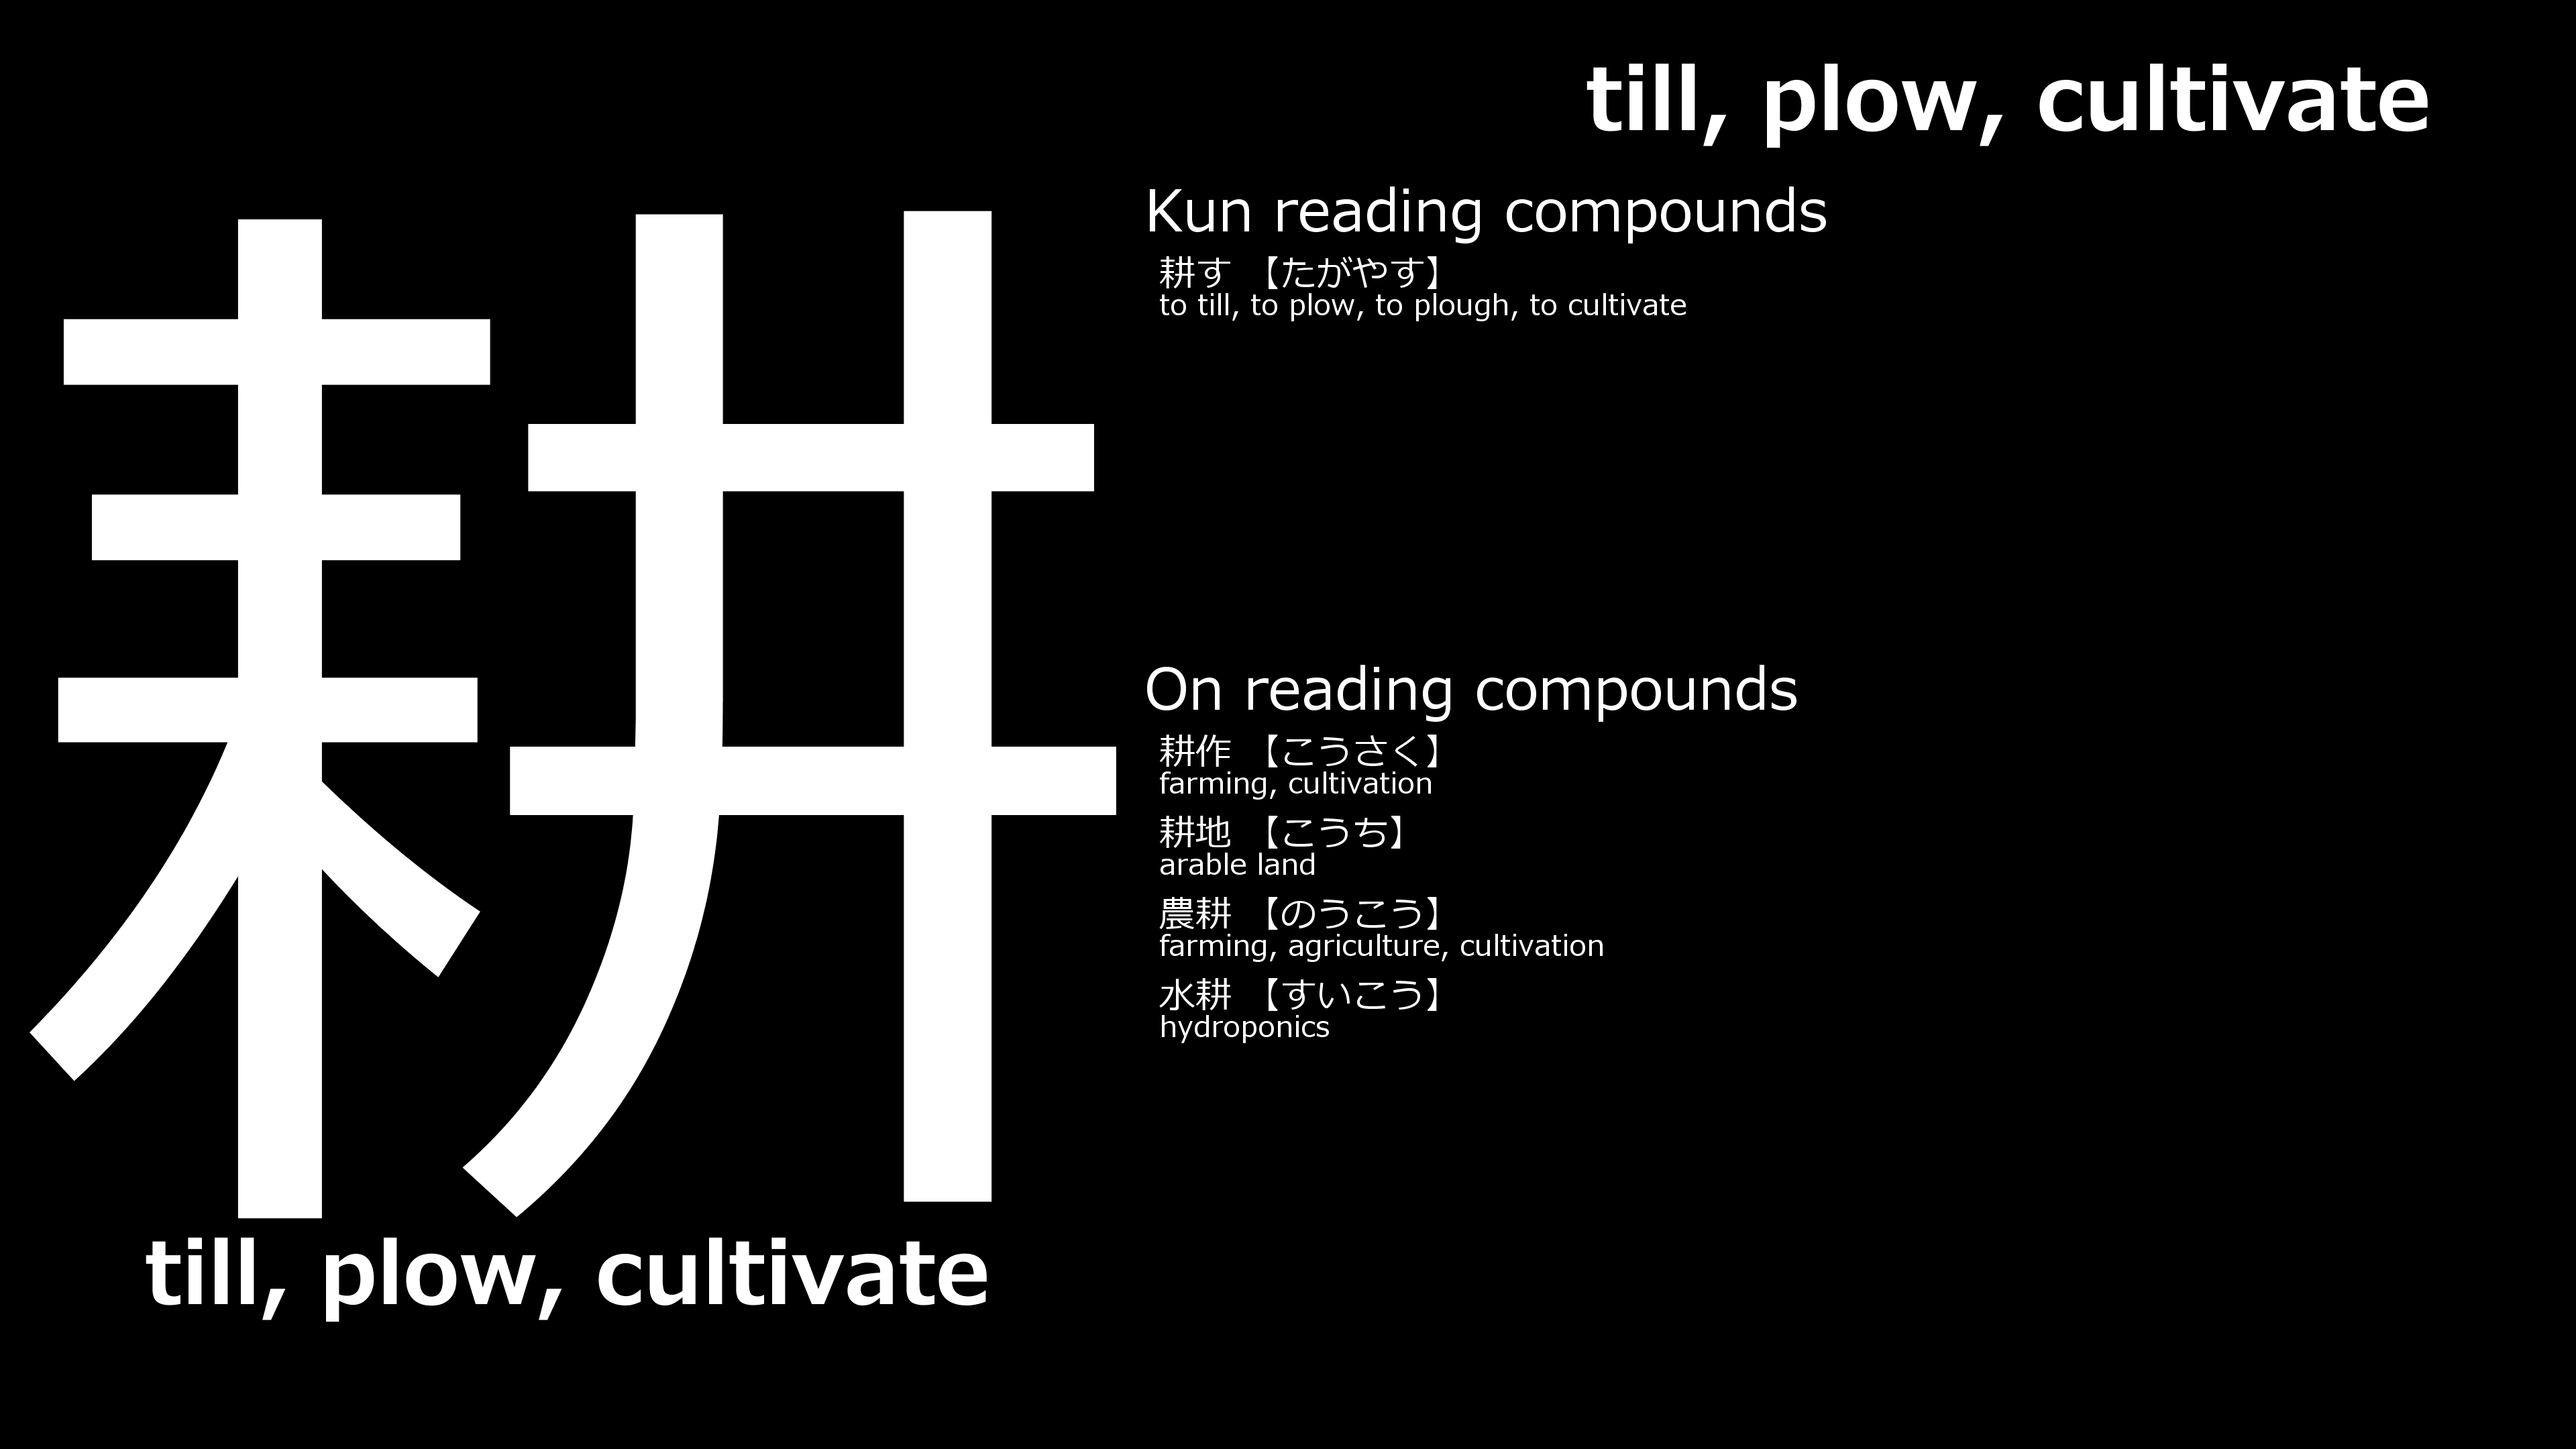 till, plow, cultivate
耕
till, plow, cultivate
Kun reading compounds
耕す 【たがやす】
to till, to plow, to plough, to cultivate
On reading compounds
耕作 【こうさく】
farming, cultivation
耕地 【こうち】
arable land
農耕 【のうこう】
farming, agriculture, cultivation
水耕 【すいこう】
hydroponics